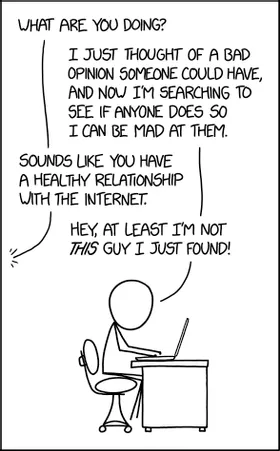 WHAT ARE YOU DOING?
I JUST THOUGHT OF A BAD
OPINION SOMEONE COULD HAVE,
AND NOW I'M SEARCHING TO
SEE IF ANYONE DOES SO
I CAN BE MAD AT THEM.
SOUNDS LIKE YOU HAVE
A HEALTHY RELATIONSHIP
WITH THE INTERNET.
HEY, AT LEAST I'M NOT
THIS GUY I JUST FOUND!